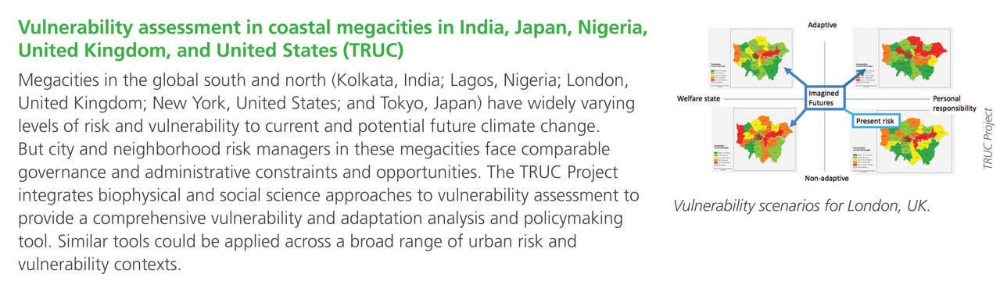 Vulnerability assessment in coastal megacities in India, Japan, Nigeria,
United Kingdom, and United States (TRUC)
Megacities in the global south and north (Kolkata, India; Lagos, Nigeria; London,
United Kingdom; New York, United States; and Tokyo, Japan) have widely varying
levels of risk and vulnerability to current and potential future climate change.
But city and neighborhood risk managers in these megacities face comparable
governance and administrative constraints and opportunities. The TRUC Project
integrates biophysical and social science approaches to vulnerability assessment to
provide a comprehensive vulnerability and adaptation analysis and policymaking
tool. Similar tools could be applied across a broad range of urban risk and
vulnerability contexts.
Adaptive
Welfare state
Imagined
Futures
Personal
responsibility
Present risk
Non-adaptive
TRUC Project
Vulnerability scenarios for London, UK.